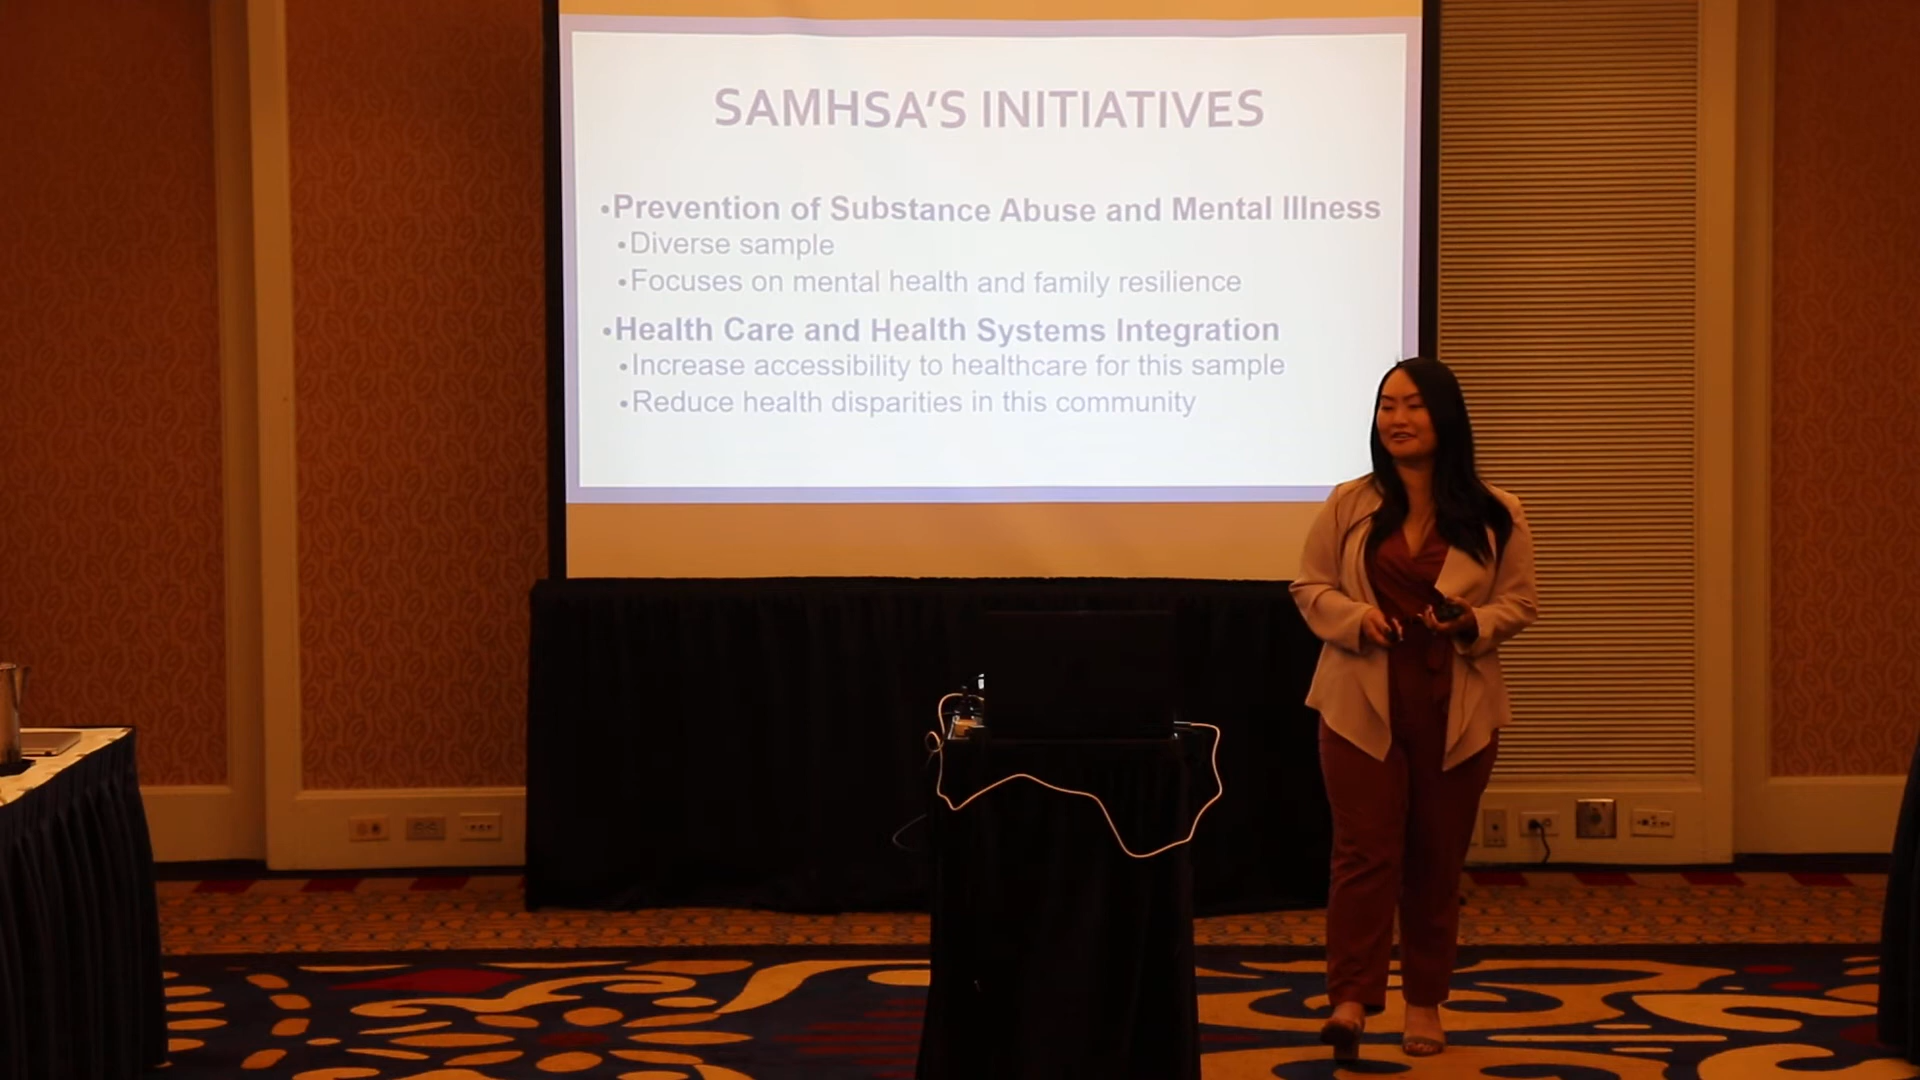 SAMHSA'S INITIATIVES
•Prevention of Substance Abuse and Mental Illness
•Diverse sample
•Focuses on mental health and family resilience
•Health Care and Health Systems Integration
•Increase accessibility to healthcare for this sample
•Reduce health disparities in this community